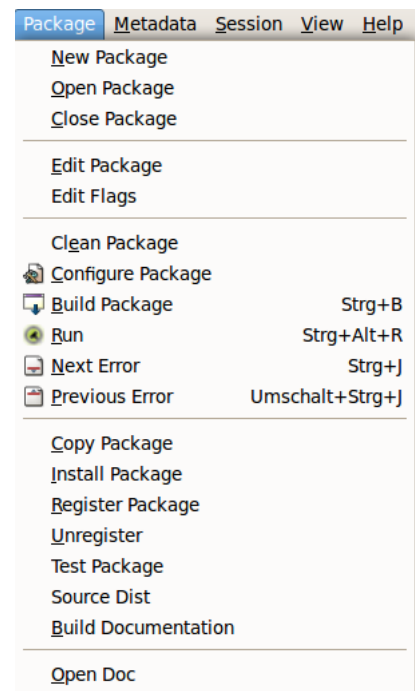 Package Metadata Session View Help
New Package
Open Package
Close Package
Edit Package
Edit Flags
Clean Package
Configure Package
Build Package Strg+B
Run Strg+Alt+R
Next Error Strg+J
Previous Error Umschalt+Strg+J
Copy Package
Install Package
Register Package
Unregister
Test Package
Source Dist
Build Documentation
Open Doc